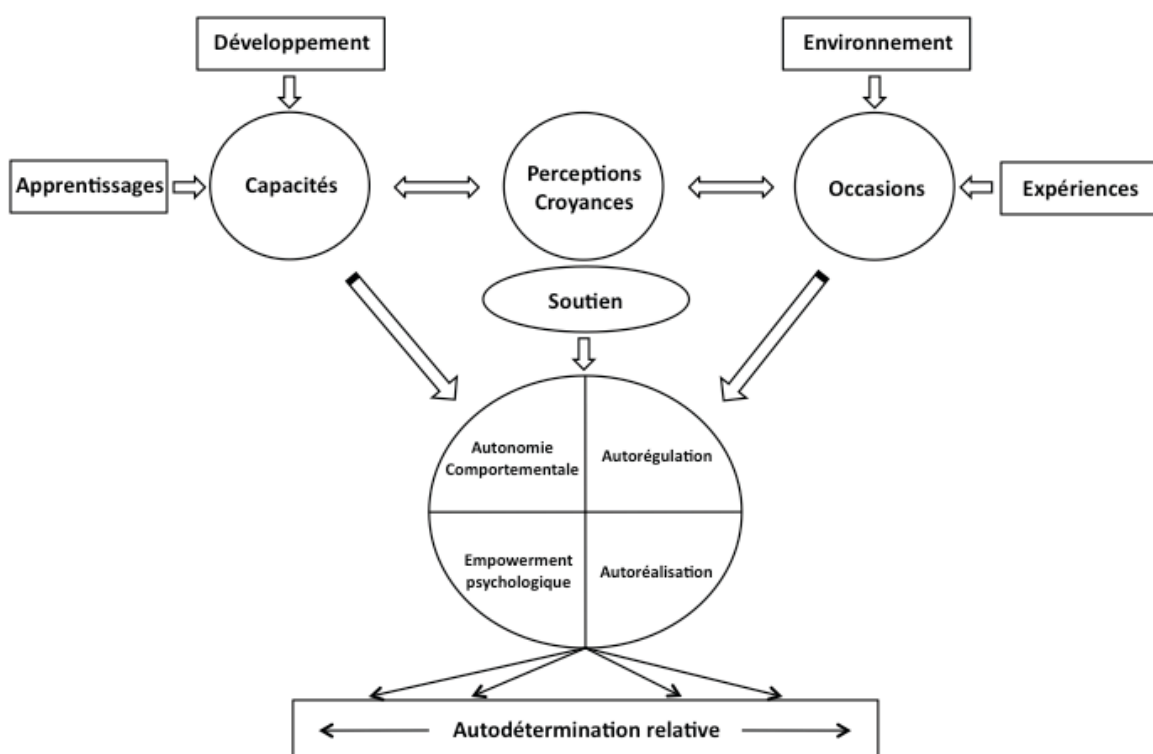 Développement
Environnement
Apprentissages
Capacités
Perceptions
Croyances
Occasions
Expériences
Soutien
Autonomie
Comportementale
Autorégulation
Empowerment
psychologique
Autoréalisation
Autodétermination relative